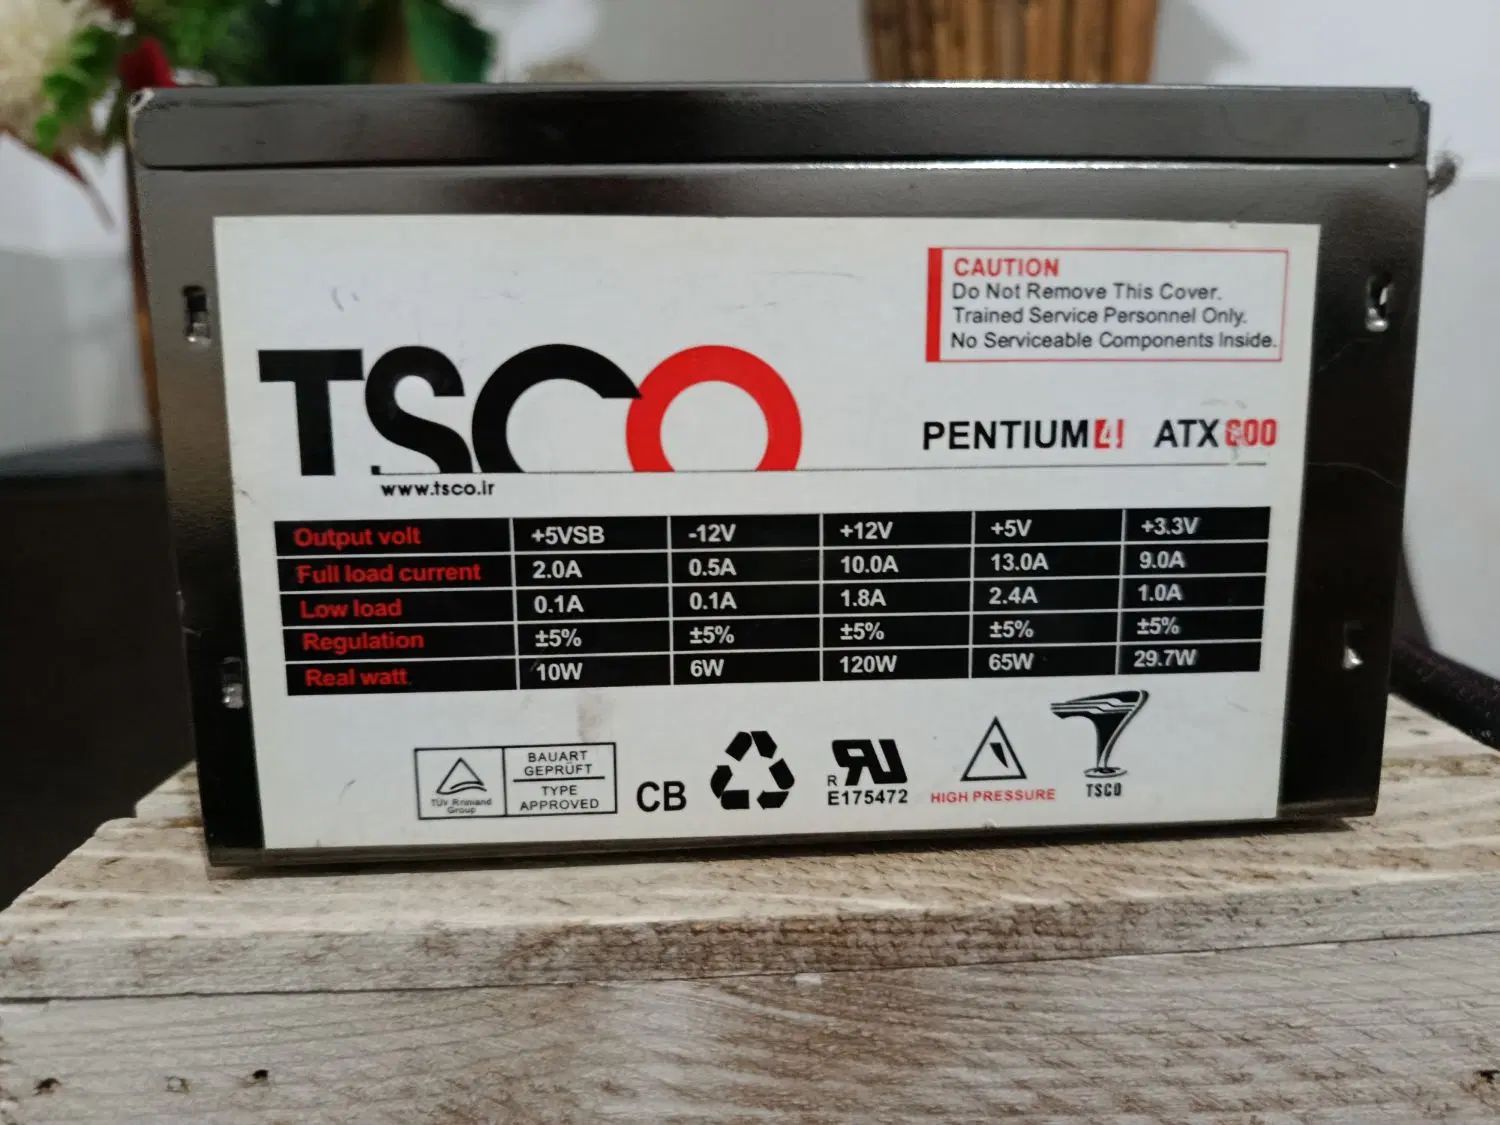 CAUTION
Do Not Remove This Cover.
Trained Service Personnel Only.
No Serviceable Components Inside.
TSCO
www.tsco.ir
PENTIUM4! ATX
Output volt +5VSB -12V +12V +5V +3.3V
Full load current 2.0A 0.5A 10.0A 13.0A 9.0A
Low load 0.1A 0.1A 1.8A 2.4A 1.0A
Regulation ±5% ±5% ±5% ±5% ±5%
Real watt 10W 6W 120W 65W 29.7W
TÜV
Group
BAUART
GEPRÜFT
TYPE
APPROVED
CB
R
RU
E175472
HIGH PRESSURE
TSCO